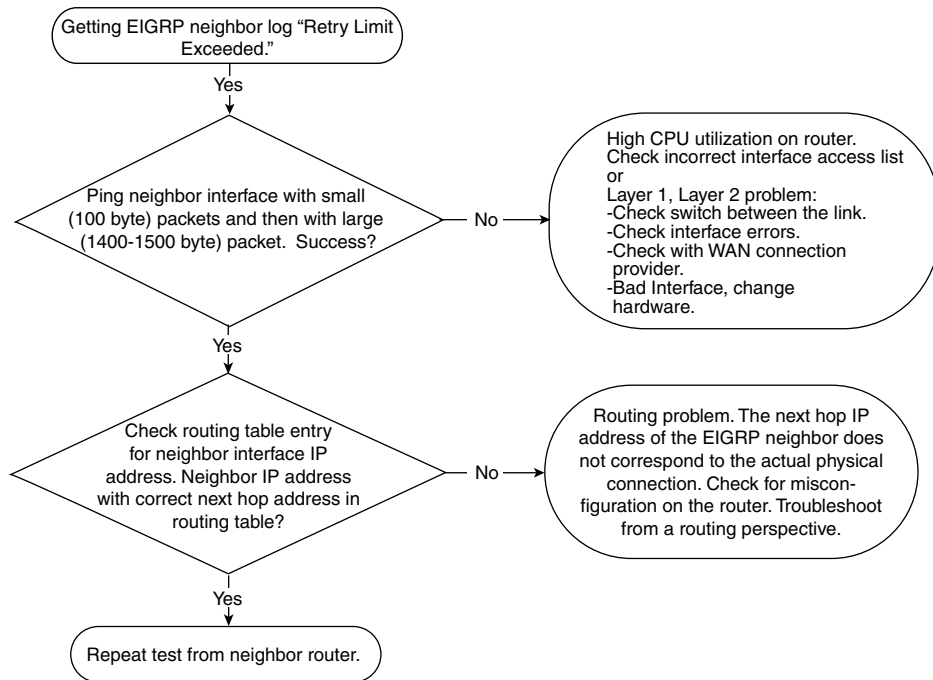 Getting EIGRP neighbor log “Retry Limit
Exceeded.”
Yes
Ping neighbor interface with small
(100 byte) packets and then with large
(1400-1500 byte) packet. Success?
No
High CPU utilization on router.
Check incorrect interface access list
or
Layer 1, Layer 2 problem:
-Check switch between the link.
-Check interface errors.
-Check with WAN connection
provider.
-Bad Interface, change
hardware.
Yes
Check routing table entry
for neighbor interface IP
address. Neighbor IP address
with correct next hop address in
routing table?
No
Routing problem. The next hop IP
address of the EIGRP neighbor does
not correspond to the actual physical
connection. Check for miscon-
figuration on the router. Troubleshoot
from a routing perspective.
Yes
Repeat test from neighbor router.